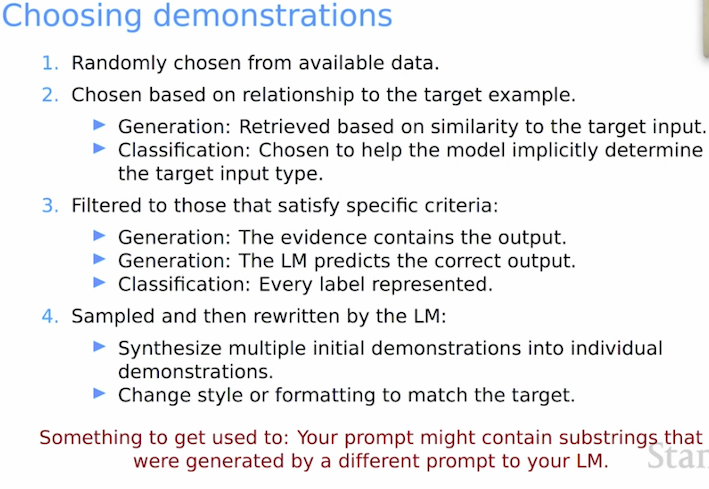 Choosing demonstrations
1. Randomly chosen from available data.
2. Chosen based on relationship to the target example.
▶ Generation: Retrieved based on similarity to the target input.
▶ Classification: Chosen to help the model implicitly determine
the target input type.
3. Filtered to those that satisfy specific criteria:
▶ Generation: The evidence contains the output.
▶ Generation: The LM predicts the correct output.
▶ Classification: Every label represented.
4. Sampled and then rewritten by the LM:
▶ Synthesize multiple initial demonstrations into individual
demonstrations.
▶ Change style or formatting to match the target.
Something to get used to: Your prompt might contain substrings that
were generated by a different prompt to your LM.
Stan